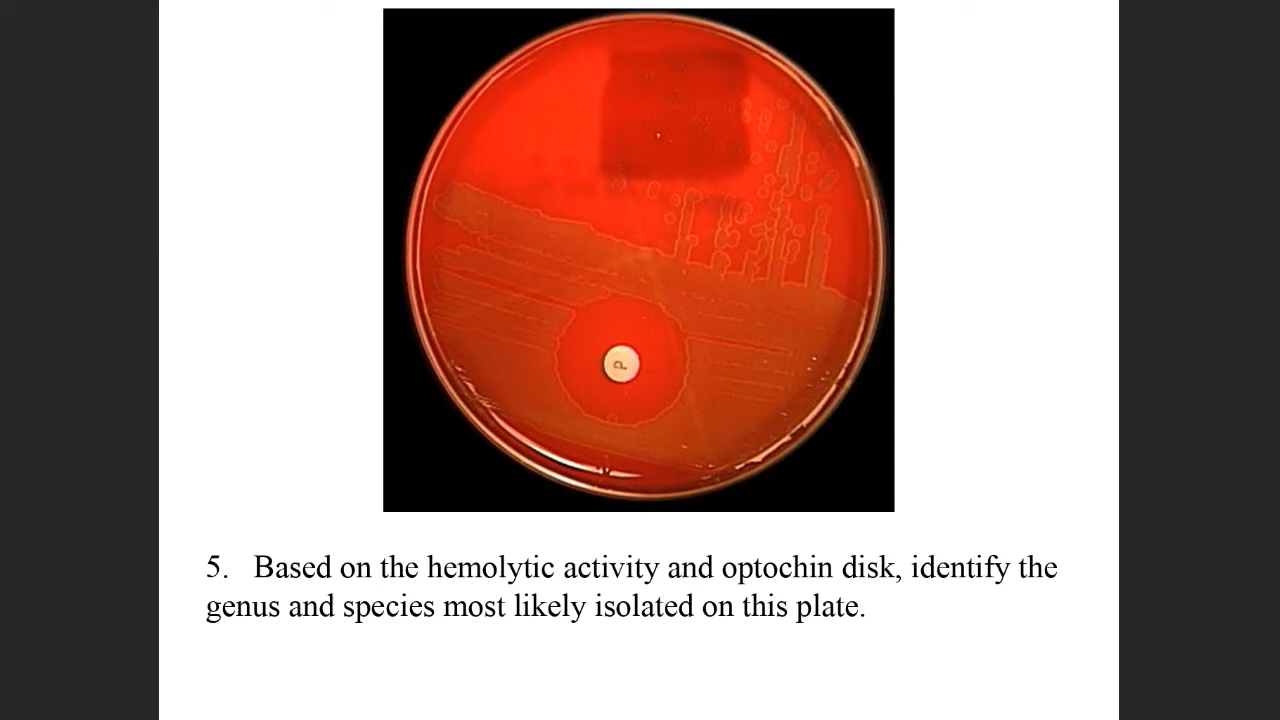 P
5. Based on the hemolytic activity and optochin disk, identify the
genus and species most likely isolated on this plate.